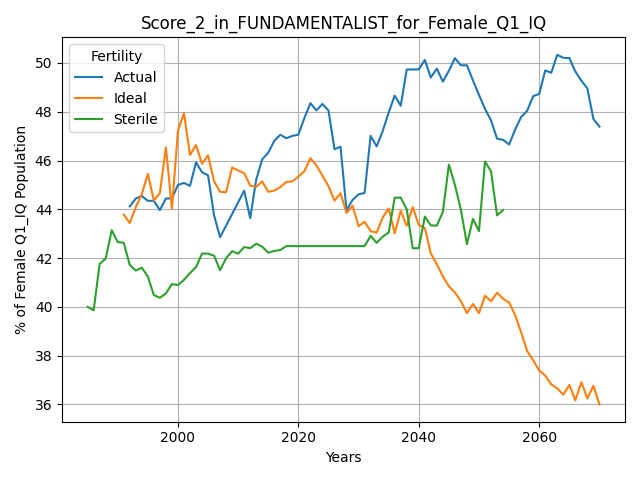 Score_2_in_FUNDAMENTALIST_for_Female_Q1_IQ
Fertility
Actual
Ideal
Sterile
% of Female Q1_IQ Population
50
48
46
44
42
40
38
36
2000
2020
2040
2060
Years